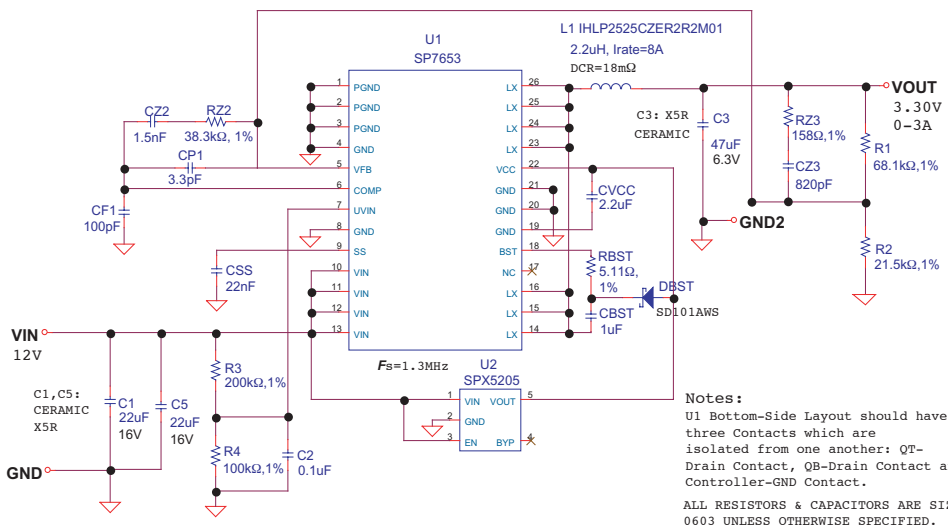 L1 IHLP2525CZER2R2M01
2.2uH, Irate=8A
DCR=18mΩ
U1
SP7653
1 PGND
2 PGND
3 PGND
4 GND
5 VFB
6 COMP
7 UVIN
8 GND
9 SS
10 VIN
11 VIN
12 VIN
13 VIN
LX 26
LX 25
LX 24
LX 23
VCC 22
GND 21
GND 20
GND 19
BST 18
NC 17
LX 16
LX 15
LX 14
CZ2
1.5nF
RZ2
38.3kΩ, 1%
CP1
3.3pF
CF1
100pF
CSS
22nF
C3: X5R
CERAMIC
C3
47uF
6.3V
RZ3
158Ω,1%
CZ3
820pF
VOUT
3.30V
0-3A
R1
68.1kΩ,1%
GND2
R2
21.5kΩ,1%
CVCC
2.2uF
RBST
5.11Ω,
1%
DBST
SD101AWS
CBST
1uF
VIN
12V
C1,C5:
CERAMIC
X5R
C1
22uF
16V
C5
22uF
16V
R3
200kΩ,1%
R4
100kΩ,1%
C2
0.1uF
GND
Fs=1.3MHz
U2
SPX5205
1 VIN
2 GND
3 EN
VOUT 5
BYP 4
Notes:
U1 Bottom-Side Layout should have
three Contacts which are
isolated from one another: QT-
Drain Contact, QB-Drain Contact a
Controller-GND Contact.
ALL RESISTORS & CAPACITORS ARE SI
0603 UNLESS OTHERWISE SPECIFIED.